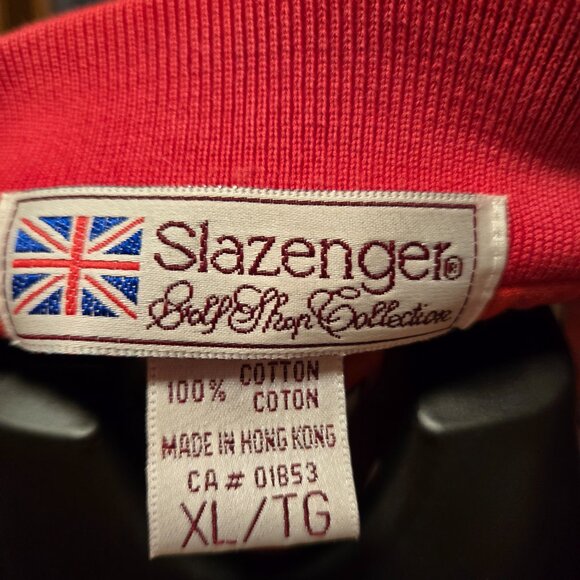 Slazenger®
Golf Shop Collection
100% COTTON
COTON
MADE IN HONG KONG
CA # 01853
XL/TG